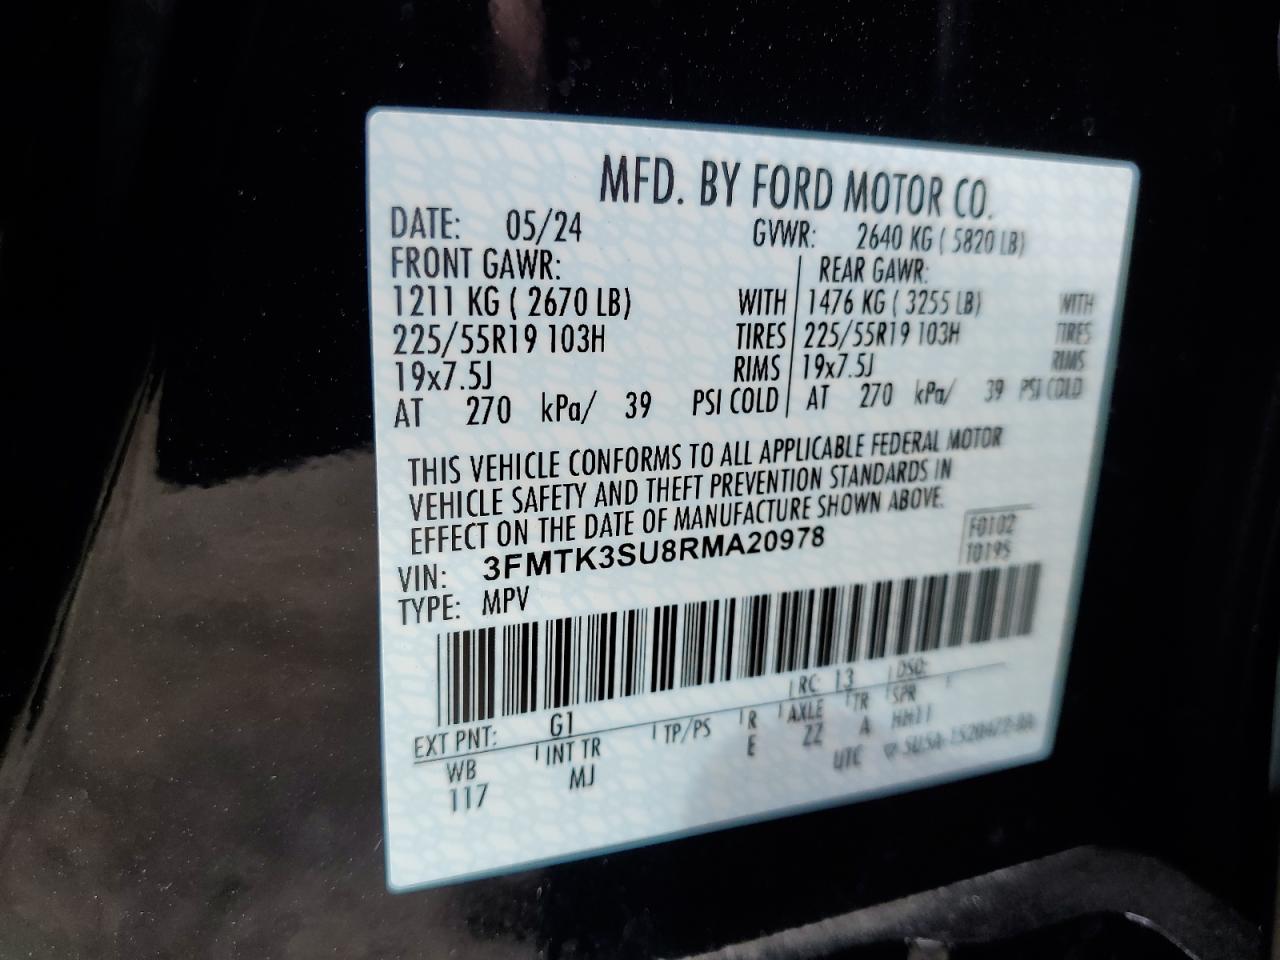 MFD. BY FORD MOTOR CO.
DATE: 05/24 GVWR: 2640 KG ( 5820 LB)
FRONT GAWR: REAR GAWR:
1211 KG ( 2670 LB) WITH 1476 KG ( 3255 LB) WITH
225/55R19 103H TIRES 225/55R19 103H TIRES
19x7.5J RIMS 19x7.5J RIMS
AT 270 kPa/ 39 PSI COLD AT 270 kPa/ 39 PSI COLD
THIS VEHICLE CONFORMS TO ALL APPLICABLE FEDERAL MOTOR
VEHICLE SAFETY AND THEFT PREVENTION STANDARDS IN
EFFECT ON THE DATE OF MANUFACTURE SHOWN ABOVE.
F0102
VIN: 3FMTK3SU8RMA20978
T0195
TYPE: MPV
EXT PNT: G1 RC: 13 DSO:
WB INT TR TP/PS R AXLE TR SPR
117 MJ E 22 A HH11
UTC